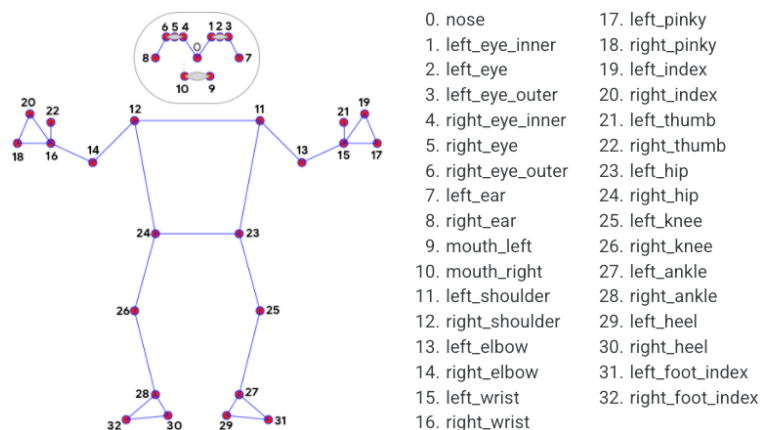 6 5 4 1 2 3
0
8 7
10 9
20 22 12 11 21 19
18 16 14 13 15 17
24 23
26 25
28 27
32 30 29 31
0. nose
1. left_eye_inner
2. left_eye
3. left_eye_outer
4. right_eye_inner
5. right_eye
6. right_eye_outer
7. left_ear
8. right_ear
9. mouth_left
10. mouth_right
11. left_shoulder
12. right_shoulder
13. left_elbow
14. right_elbow
15. left_wrist
16. right_wrist
17. left_pinky
18. right_pinky
19. left_index
20. right_index
21. left_thumb
22. right_thumb
23. left_hip
24. right_hip
25. left_knee
26. right_knee
27. left_ankle
28. right_ankle
29. left_heel
30. right_heel
31. left_foot_index
32. right_foot_index